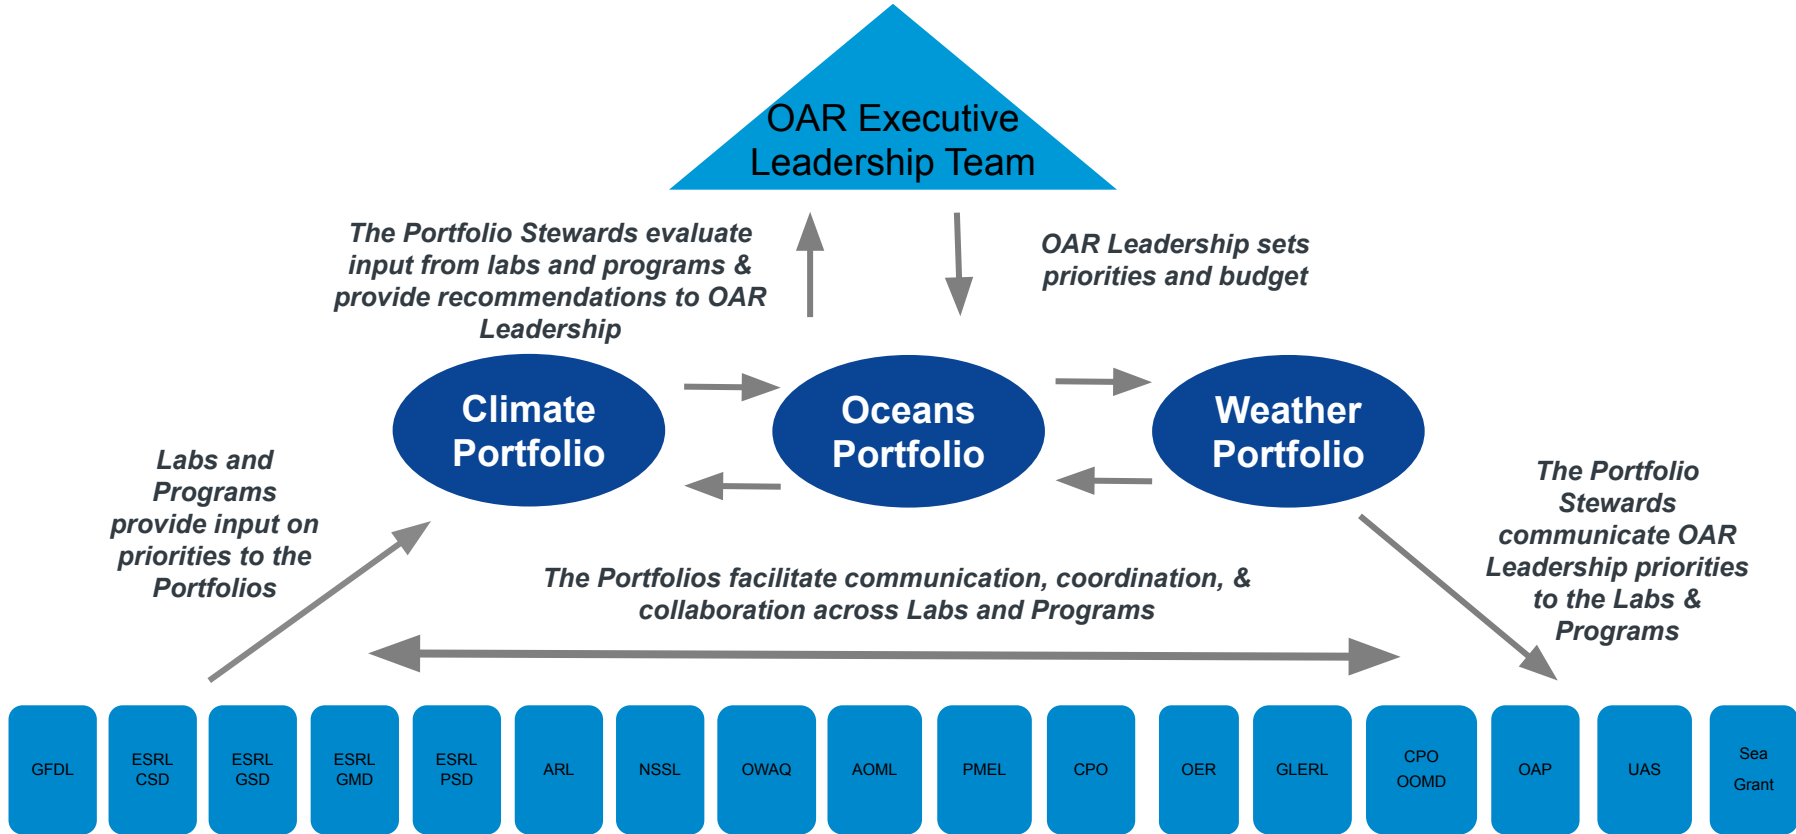 OAR Executive
Leadership Team
The Portfolio Stewards evaluate
input from labs and programs &
provide recommendations to OAR
Leadership
OAR Leadership sets
priorities and budget
Climate
Portfolio
Oceans
Portfolio
Weather
Portfolio
Labs and
Programs
provide input on
priorities to the
Portfolios
The Portfolios facilitate communication, coordination, &
collaboration across Labs and Programs
The Portfolio
Stewards
communicate OAR
Leadership priorities
to the Labs &
Programs
GFDL
ESRL
CSD
ESRL
GSD
ESRL
GMD
ESRL
PSD
ARL
NSSL
OWAQ
AOML
PMEL
CPO
OER
GLERL
CPO
OOMD
OAP
UAS
Sea
Grant